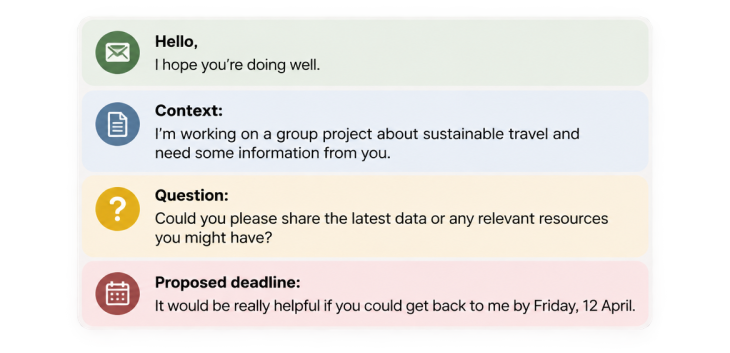 Hello,
I hope you’re doing well.
Context:
I’m working on a group project about sustainable travel and
need some information from you.
Question:
Could you please share the latest data or any relevant resources
you might have?
Proposed deadline:
It would be really helpful if you could get back to me by Friday, 12 April.